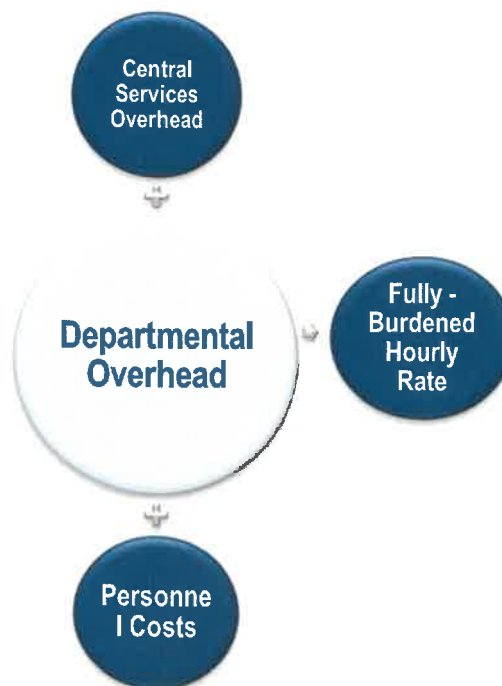 Central
Services
Overhead
Departmental
Overhead
Fully -
Burdened
Hourly
Rate
Personne
l Costs